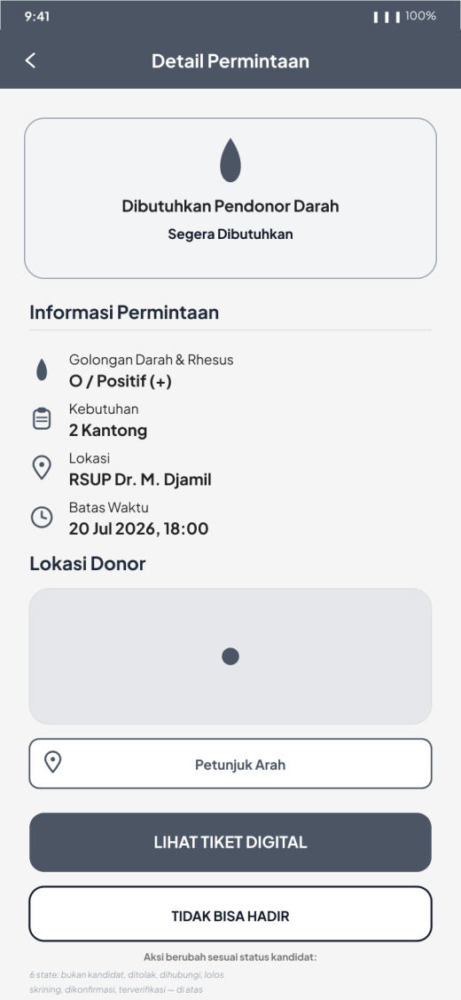 9:41
100%
Detail Permintaan
Dibutuhkan Pendonor Darah
Segera Dibutuhkan
Informasi Permintaan
Golongan Darah & Rhesus
O / Positif (+)
Kebutuhan
2 Kantong
Lokasi
RSUP Dr. M. Djamil
Batas Waktu
20 Jul 2026, 18:00
Lokasi Donor
Petunjuk Arah
LIHAT TIKET DIGITAL
TIDAK BISA HADIR
Aksi berubah sesuai status kandidat:
6 state: bukan kandidat, ditolak, dihubungi, lolos
skrining, dikonfirmasi, terverifikasi — di atas